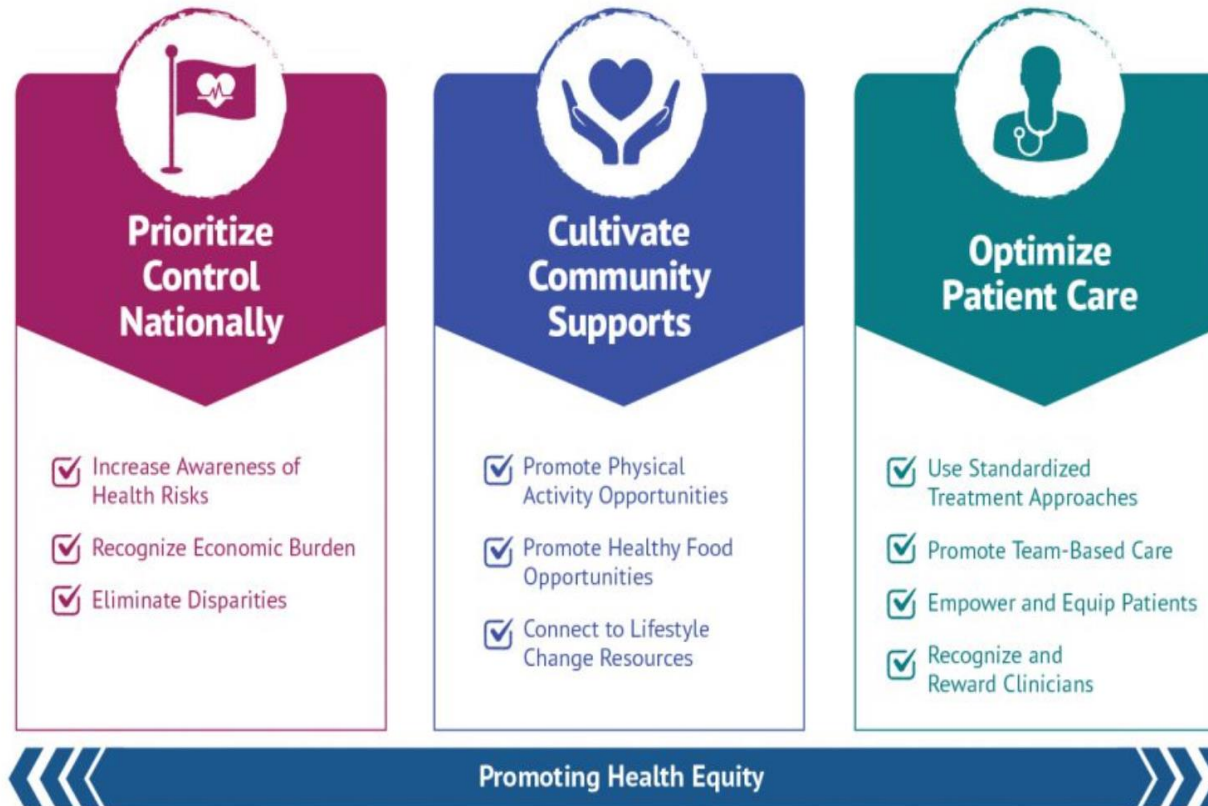 Prioritize
Control
Nationally
Increase Awareness of
Health Risks
Recognize Economic Burden
Eliminate Disparities
Cultivate
Community
Supports
Promote Physical
Activity Opportunities
Promote Healthy Food
Opportunities
Connect to Lifestyle
Change Resources
Optimize
Patient Care
Use Standardized
Treatment Approaches
Promote Team-Based Care
Empower and Equip Patients
Recognize and
Reward Clinicians
Promoting Health Equity